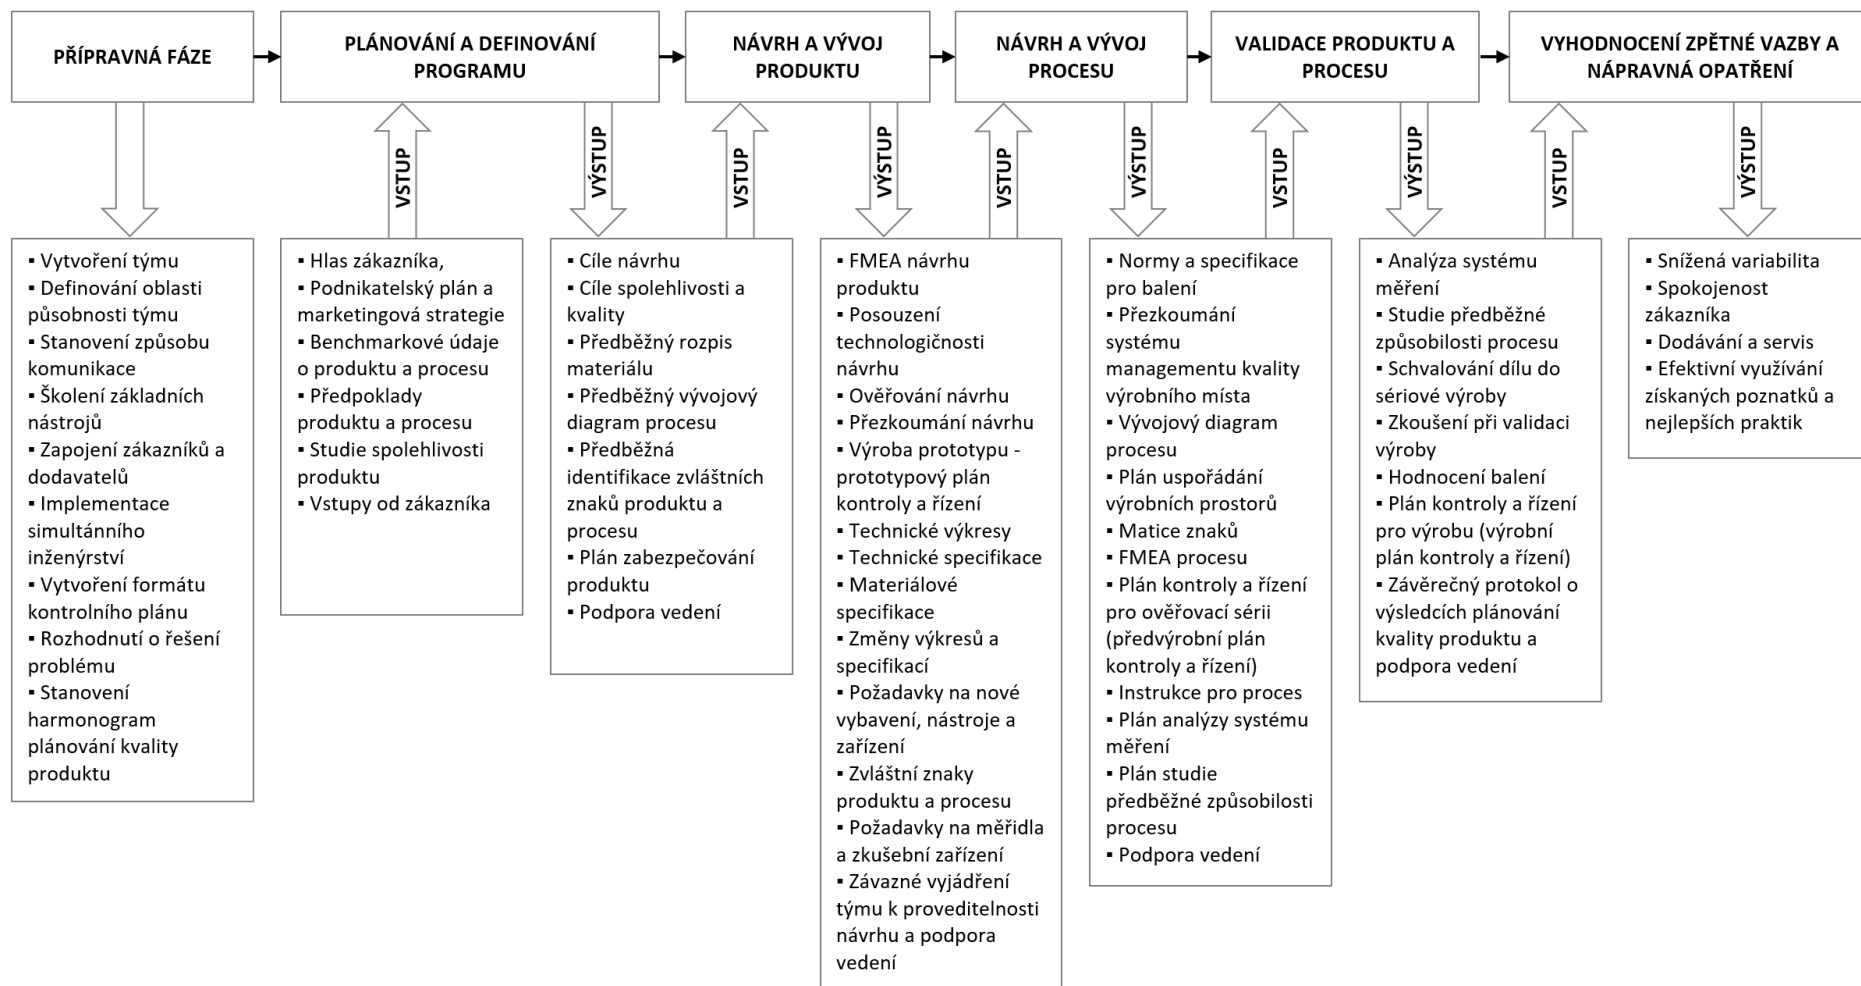 PŘÍPRAVNÁ FÁZE
PLÁNOVÁNÍ A DEFINOVÁNÍ
PROGRAMU
NÁVRH A VÝVOJ
PRODUKTU
NÁVRH A VÝVOJ
PROCESU
VALIDACE PRODUKTU A
PROCESU
VYHODNOCENÍ ZPĚTNÉ VAZBY A
NÁPRAVNÁ OPATŘENÍ
VSTUP
VÝSTUP
VSTUP
VÝSTUP
VSTUP
VÝSTUP
VSTUP
VÝSTUP
VSTUP
VÝSTUP
▪ Vytvoření týmu
▪ Definování oblasti
působnosti týmu
▪ Stanovení způsobu
komunikace
▪ Školení základních
nástrojů
▪ Zapojení zákazníků a
dodavatelů
▪ Implementace
simultánního
inženýrství
▪ Vytvoření formátu
kontrolního plánu
▪ Rozhodnutí o řešení
problému
▪ Stanovení
harmonogram
plánování kvality
produktu
▪ Hlas zákazníka,
▪ Podnikatelský plán a
marketingová strategie
▪ Benchmarkové údaje
o produktu a procesu
▪ Předpoklady
produktu a procesu
▪ Studie spolehlivosti
produktu
▪ Vstupy od zákazníka
▪ Cíle návrhu
▪ Cíle spolehlivosti a
kvality
▪ Předběžný rozpis
materiálu
▪ Předběžný vývojový
diagram procesu
▪ Předběžná
identifikace zvláštních
znaků produktu a
procesu
▪ Plán zabezpečování
produktu
▪ Podpora vedení
▪ FMEA návrhu
produktu
▪ Posouzení
technologičnosti
návrhu
▪ Ověřování návrhu
▪ Přezkoumání návrhu
▪ Výroba prototypu -
prototypový plán
kontroly a řízení
▪ Technické výkresy
▪ Technické specifikace
▪ Materiálové
specifikace
▪ Změny výkresů a
specifikací
▪ Požadavky na nové
vybavení, nástroje a
zařízení
▪ Zvláštní znaky
produktu a procesu
▪ Požadavky na měřidla
a zkušební zařízení
▪ Závazné vyjádření
týmu k proveditelnosti
návrhu a podpora
vedení
▪ Normy a specifikace
pro balení
▪ Přezkoumání
systému
managementu kvality
výrobního místa
▪ Vývojový diagram
procesu
▪ Plán uspořádání
výrobních prostorů
▪ Matice znaků
▪ FMEA procesu
▪ Plán kontroly a řízení
pro ověřovací sérii
(předvýrobní plán
kontroly a řízení)
▪ Instrukce pro proces
▪ Plán analýzy systému
měření
▪ Plán studie
předběžné způsobilosti
procesu
▪ Podpora vedení
▪ Analýza systému
měření
▪ Studie předběžné
způsobilosti procesu
▪ Schvalování dílu do
sériové výroby
▪ Zkoušení při validaci
výroby
▪ Hodnocení balení
▪ Plán kontroly a řízení
pro výrobu (výrobní
plán kontroly a řízení)
▪ Závěrečný protokol o
výsledcích plánování
kvality produktu a
podpora vedení
▪ Snížená variabilita
▪ Spokojenost
zákazníka
▪ Dodávání a servis
▪ Efektivní využívání
získaných poznatků a
nejlepších praktik